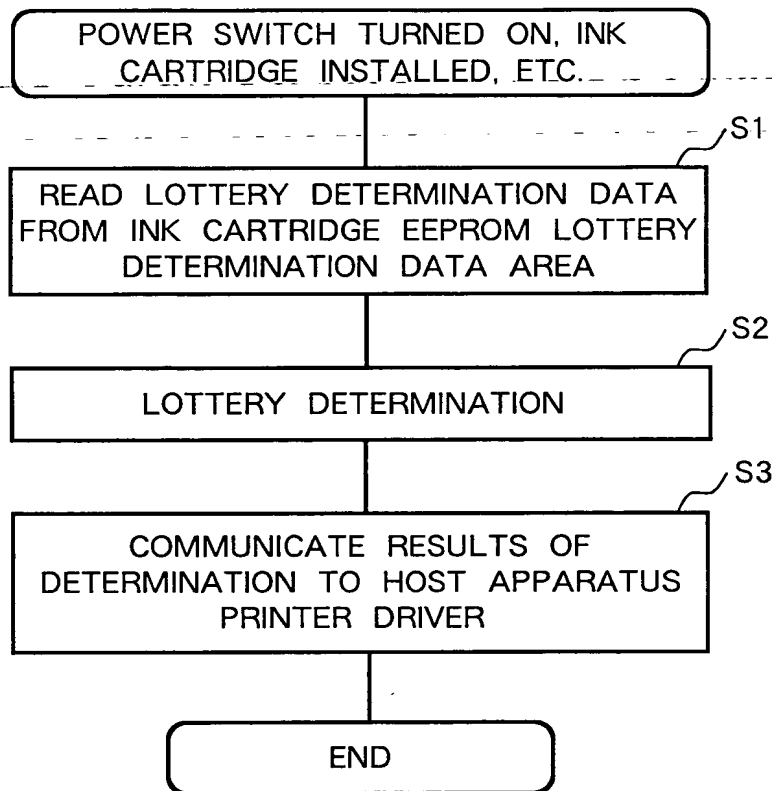 POWER SWITCH TURNED ON, INK
CARTRIDGE INSTALLED, ETC.
S1
READ LOTTERY DETERMINATION DATA
FROM INK CARTRIDGE EEPROM LOTTERY
DETERMINATION DATA AREA
S2
LOTTERY DETERMINATION
S3
COMMUNICATE RESULTS OF
DETERMINATION TO HOST APPARATUS
PRINTER DRIVER
END